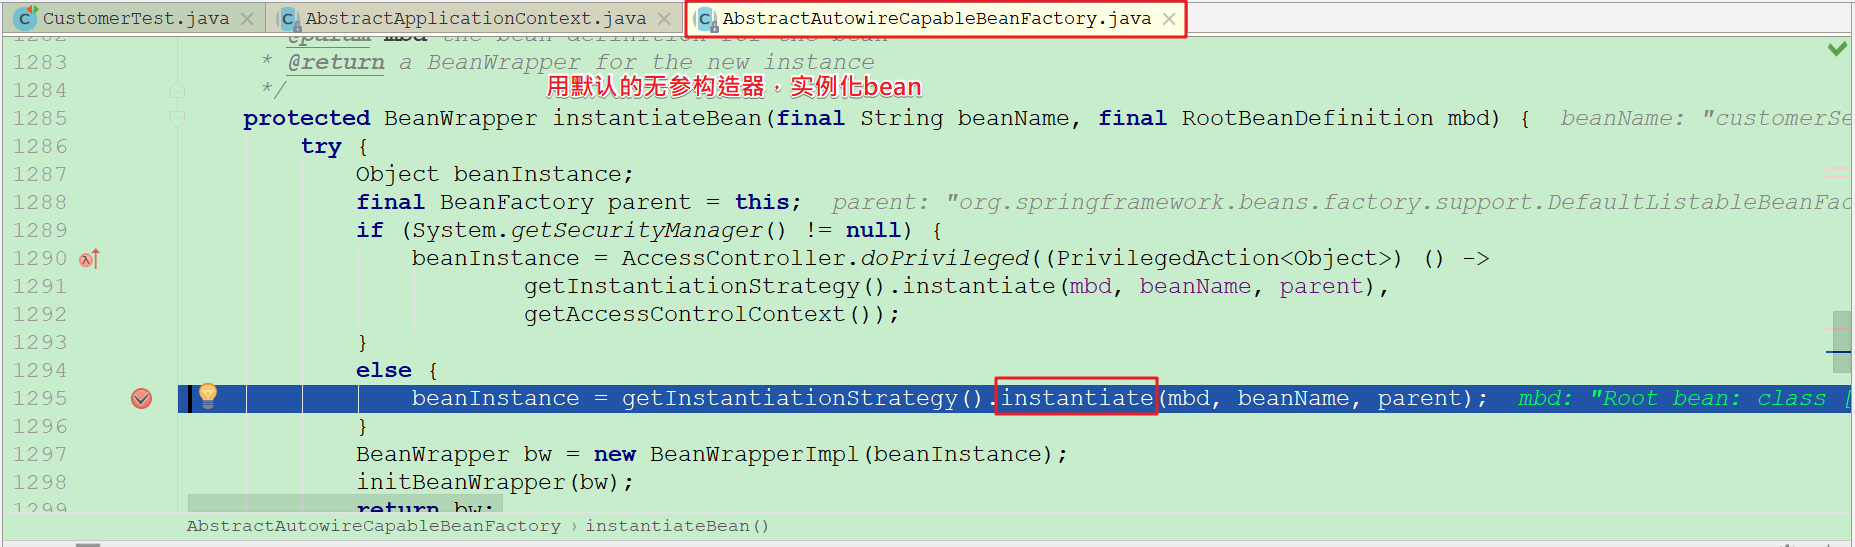 CustomerTest.java AbstractApplicationContext.java AbstractAutowireCapableBeanFactory.java
1282 @param mbd the bean definition for the bean
1283 * @return a BeanWrapper for the new instance
1284 */
用默认的无参构造器，实例化bean
1285 protected BeanWrapper instantiateBean(final String beanName, final RootBeanDefinition mbd) { beanName: "customerSe
1286 try {
1287 Object beanInstance;
1288 final BeanFactory parent = this; parent: "org.springframework.beans.factory.support.DefaultListableBeanFac
1289 if (System.getSecurityManager() != null) {
1290 beanInstance = AccessController.doPrivileged((PrivilegedAction<Object>) () ->
1291 getInstantiationStrategy().instantiate(mbd, beanName, parent),
1292 getAccessControlContext());
1293 }
1294 else {
1295 beanInstance = getInstantiationStrategy().instantiate(mbd, beanName, parent); mbd: "Root bean: class [
1296 }
1297 BeanWrapper bw = new BeanWrapperImpl(beanInstance);
1298 initBeanWrapper(bw);
1299 return bw;
AbstractAutowireCapableBeanFactory › instantiateBean()